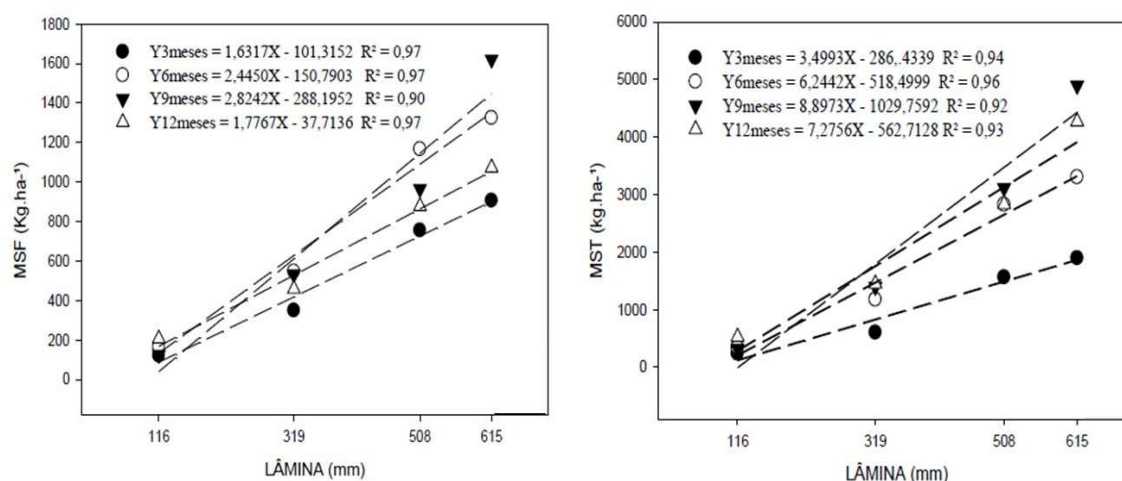 1800
1600
1400
1200
1000
800
600
400
200
0
MSF (Kg.ha-¹)
Y3meses = 1,6317X - 101,3152 R² = 0,97
Y6meses = 2,4450X - 150,7903 R² = 0,97
Y9meses = 2,8242X - 288,1952 R² = 0,90
Y12meses = 1,7767X - 37,7136 R² = 0,97
116 319 508 615
LÂMINA (mm)
6000
5000
4000
3000
2000
1000
0
MST (kg.ha-¹)
Y3meses = 3,4993X - 286,.4339 R² = 0,94
Y6meses = 6,2442X - 518,4999 R² = 0,96
Y9meses = 8,8973X - 1029,7592 R² = 0,92
Y12meses = 7,2756X - 562,7128 R² = 0,93
116 319 508 615
LÂMINA (mm)